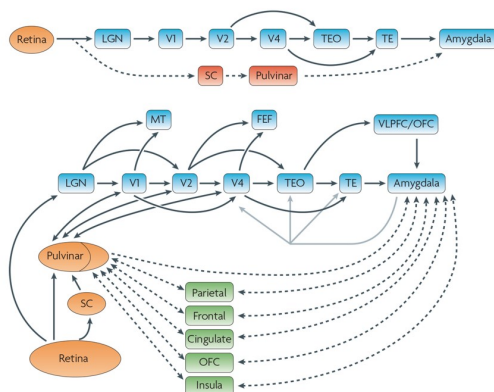 Retina LGN V1 V2 V4 TEO TE Amygdala
SC Pulvinar
MT FEF VLPFC/OFC
LGN V1 V2 V4 TEO TE Amygdala
Pulvinar
Parietal
SC
Frontal
Cingulate
Retina
OFC
Insula